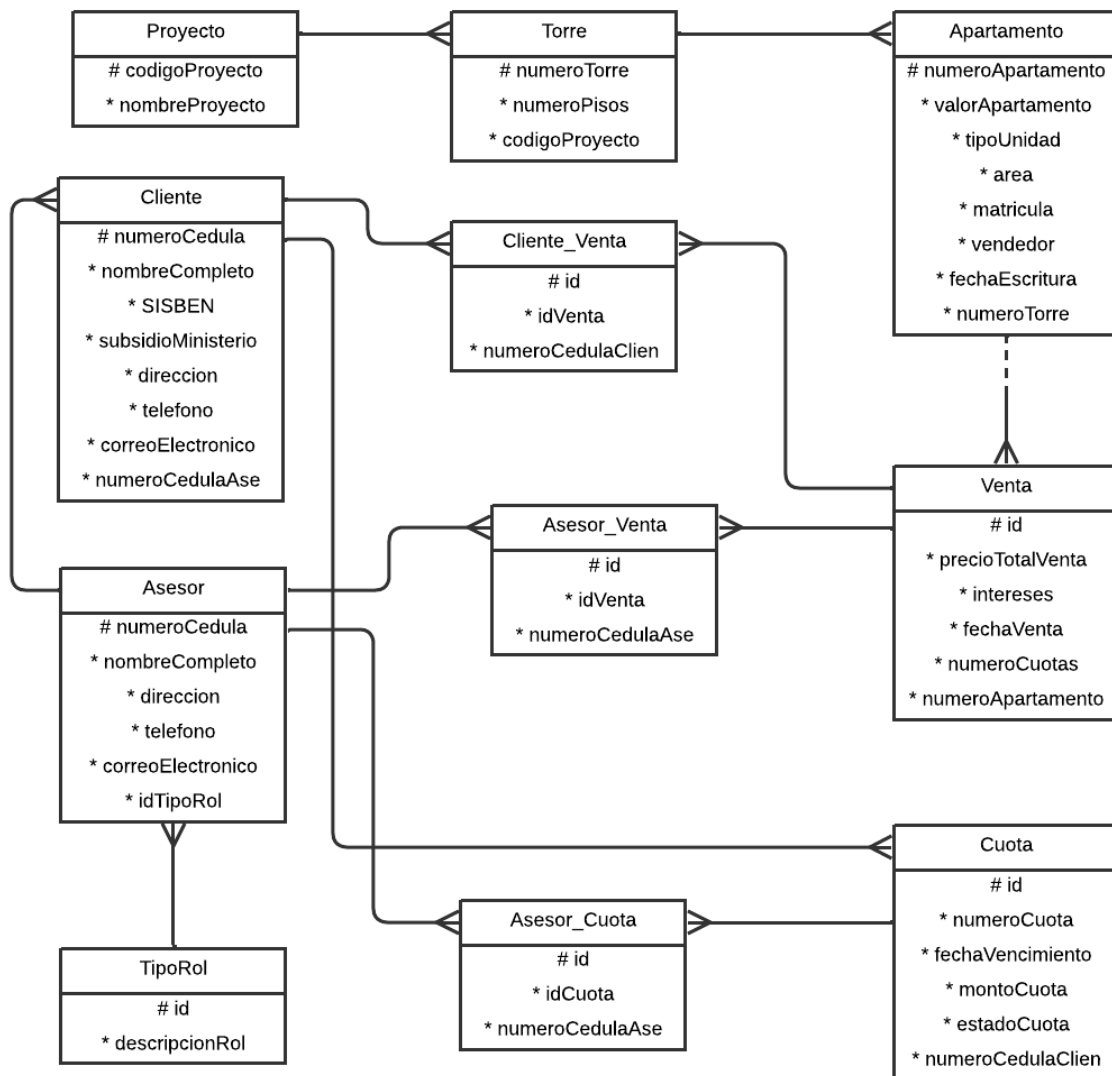 Proyecto
# codigoProyecto
* nombreProyecto
Torre
# numeroTorre
* numeroPisos
* codigoProyecto
Apartamento
# numeroApartamento
* valorApartamento
* tipoUnidad
* area
* matricula
* vendedor
* fechaEscritura
* numeroTorre
Cliente
# numeroCedula
* nombreCompleto
* SISBEN
* subsidioMinisterio
* direccion
* telefono
* correoElectronico
* numeroCedulaAse
Cliente_Venta
# id
* idVenta
* numeroCedulaClien
Venta
# id
* precioTotalVenta
* intereses
* fechaVenta
* numeroCuotas
* numeroApartamento
Asesor_Venta
# id
* idVenta
* numeroCedulaAse
Asesor
# numeroCedula
* nombreCompleto
* direccion
* telefono
* correoElectronico
* idTipoRol
Cuota
# id
* numeroCuota
* fechaVencimiento
* montoCuota
* estadoCuota
* numeroCedulaClien
Asesor_Cuota
# id
* idCuota
* numeroCedulaAse
TipoRol
# id
* descripcionRol